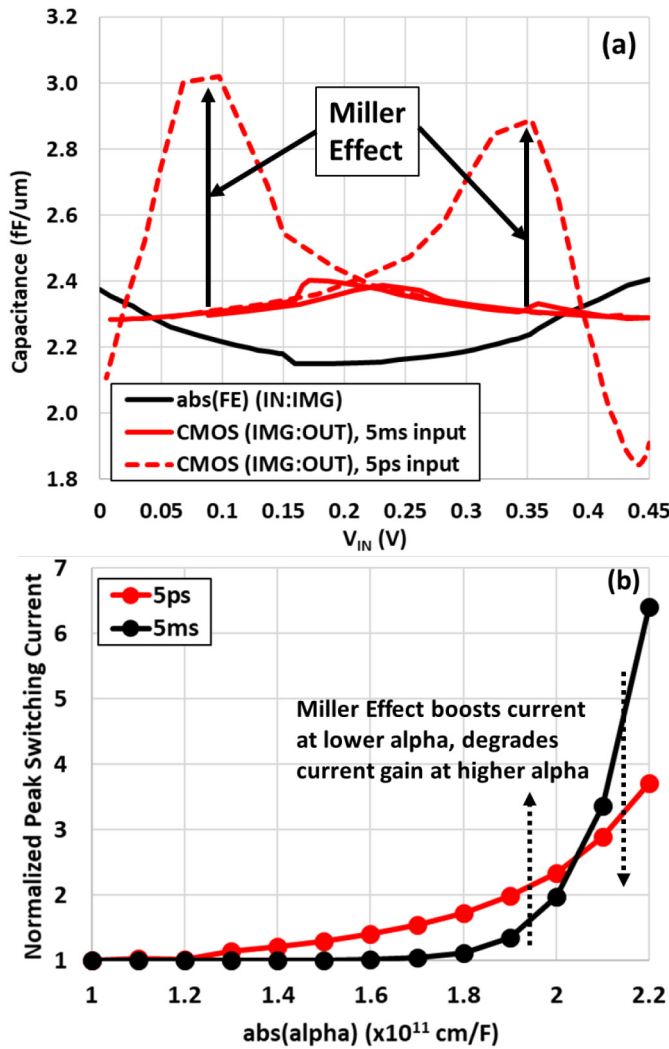 3.2
(a)
3.0
Miller
Effect
2.8
2.6
Capacitance (fF/um)
2.4
2.2
2.0
abs(FE) (IN:IMG)
CMOS (IMG:OUT), 5ms input
CMOS (IMG:OUT), 5ps input
1.8
0 0.05 0.1 0.15 0.2 0.25 0.3 0.35 0.4 0.45
V_IN (V)
7
(b)
5ps
5ms
6
5
Miller Effect boosts current
at lower alpha, degrades
current gain at higher alpha
4
Normalized Peak Switching Current
3
2
1
1 1.2 1.4 1.6 1.8 2 2.2
abs(alpha) (x10¹¹ cm/F)